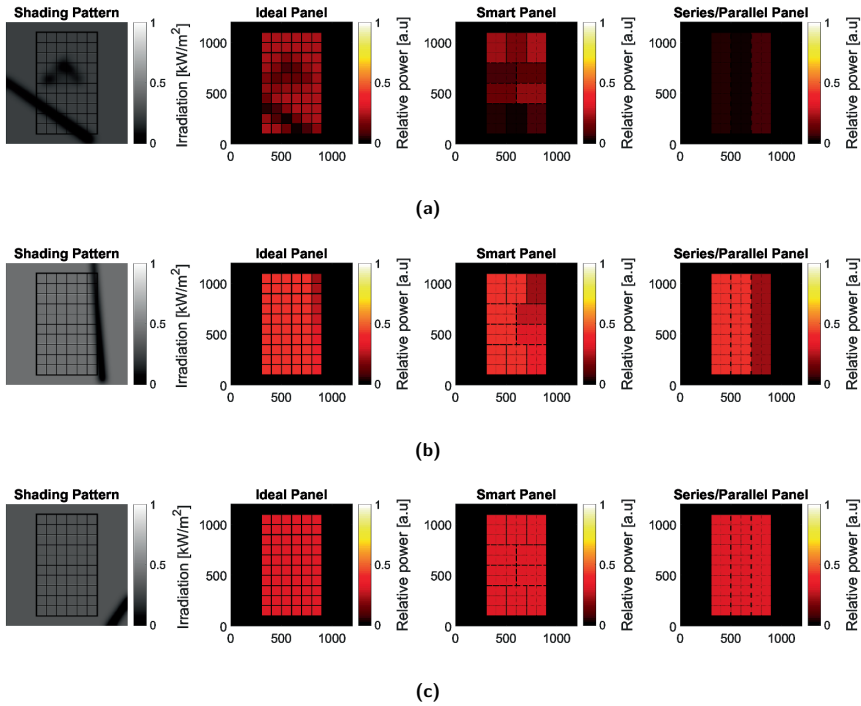 Shading Pattern Ideal Panel Smart Panel Series/Parallel Panel
1 0.5 0 Irradiation [kW/m²] 1000 500 0 0 500 1000 1 0.5 0 Relative power [a.u] 1000 500 0 0 500 1000 1 0.5 0 Relative power [a.u] 1000 500 0 0 500 1000 1 0.5 0 Relative power [a.u]
(a)
Shading Pattern Ideal Panel Smart Panel Series/Parallel Panel
1 0.5 0 Irradiation [kW/m²] 1000 500 0 0 500 1000 1 0.5 0 Relative power [a.u] 1000 500 0 0 500 1000 1 0.5 0 Relative power [a.u] 1000 500 0 0 500 1000 1 0.5 0 Relative power [a.u]
(b)
Shading Pattern Ideal Panel Smart Panel Series/Parallel Panel
1 0.5 0 Irradiation [kW/m²] 1000 500 0 0 500 1000 1 0.5 0 Relative power [a.u] 1000 500 0 0 500 1000 1 0.5 0 Relative power [a.u] 1000 500 0 0 500 1000 1 0.5 0 Relative power [a.u]
(c)